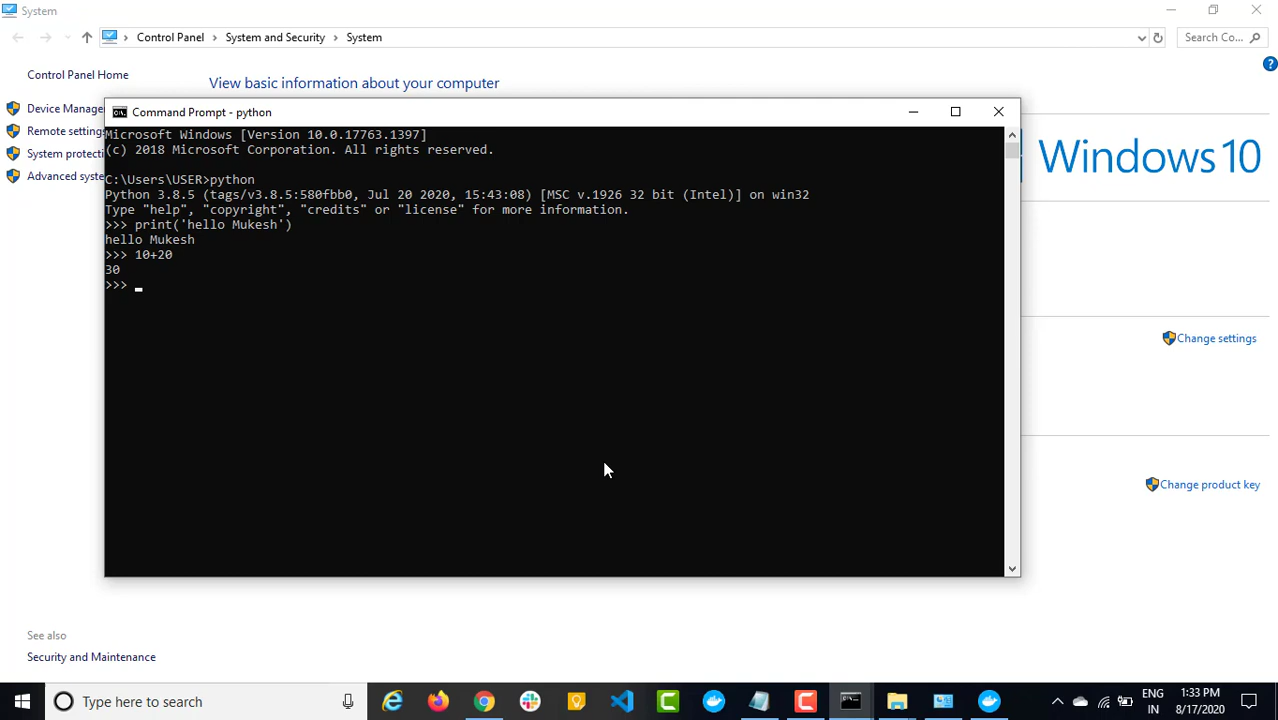 System
Control Panel
System and Security
System
Search Co...
Control Panel Home
View basic information about your computer
Device Manage
Remote settings
System protecti
Advanced syste
Command Prompt - python
Microsoft Windows [Version 10.0.17763.1397]
(c) 2018 Microsoft Corporation. All rights reserved.
C:\Users\USER>python
Python 3.8.5 (tags/v3.8.5:580fbb0, Jul 20 2020, 15:43:08) [MSC v.1926 32 bit (Intel)] on win32
Type "help", "copyright", "credits" or "license" for more information.
>>> print('hello Mukesh')
hello Mukesh
>>> 10+20
30
>>> _
Windows 10
Change settings
Change product key
See also
Security and Maintenance
Type here to search
ENG
IN
1:33 PM
8/17/2020